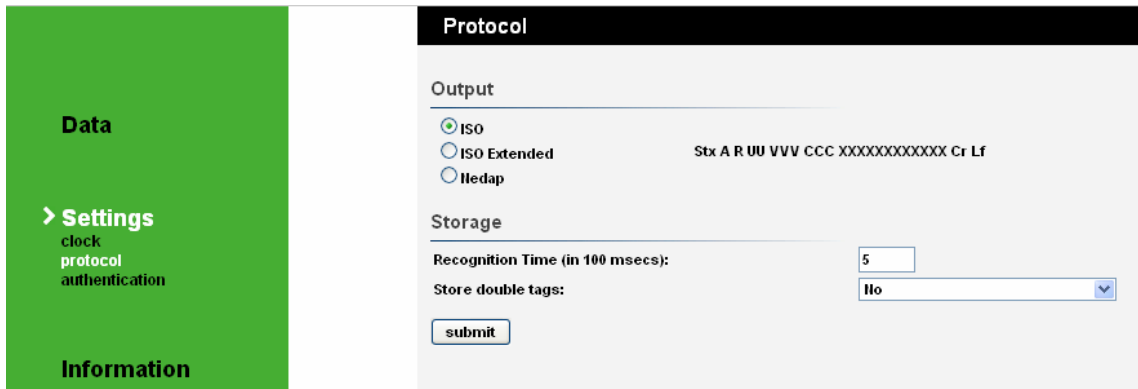 Data
Settings
clock
protocol
authentication
Information
Protocol
Output
ISO
ISO Extended
Stx A R UU VVV CCC XXXXXXXXXXXX Cr Lf
Nedap
Storage
Recognition Time (in 100 msecs):
5
Store double tags:
No
submit